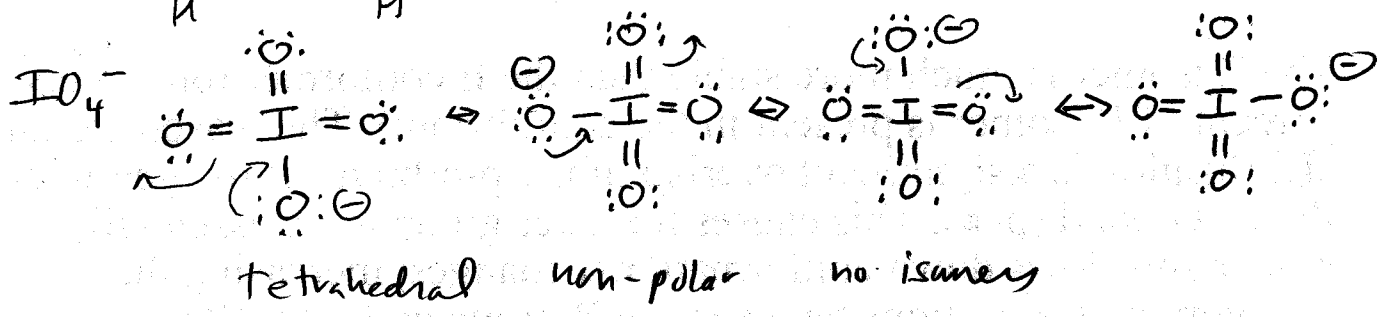 H H
:Ö: :Ö: :Ö:⊖ :O:
IO₄⁻ Ö=I=Ö ↔ ⊖:Ö-I=Ö ↔ Ö=I=Ö ↔ Ö=I-Ö:⊖
:O:⊖ :O: :O: :O:
tetrahedral non-polar no isomers